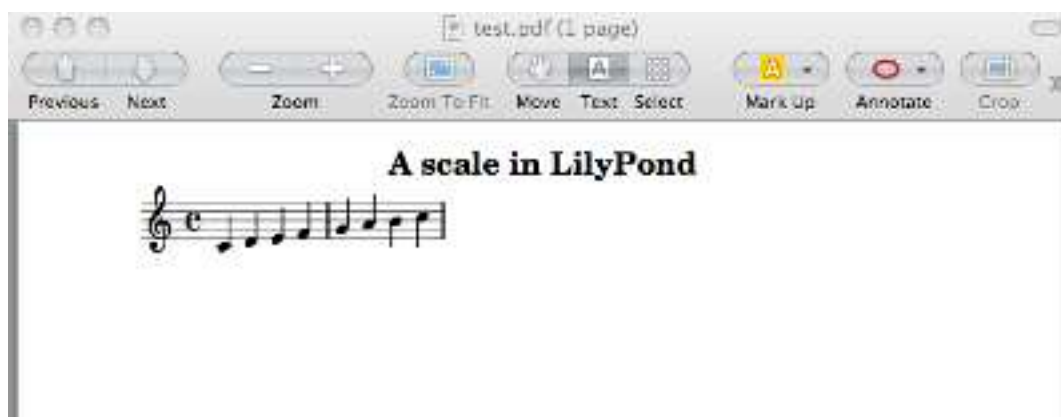 test.pdf (1 page)
Previous Next Zoom Zoom To Fit Move Text Select Mark Up Annotate Crop
A scale in LilyPond